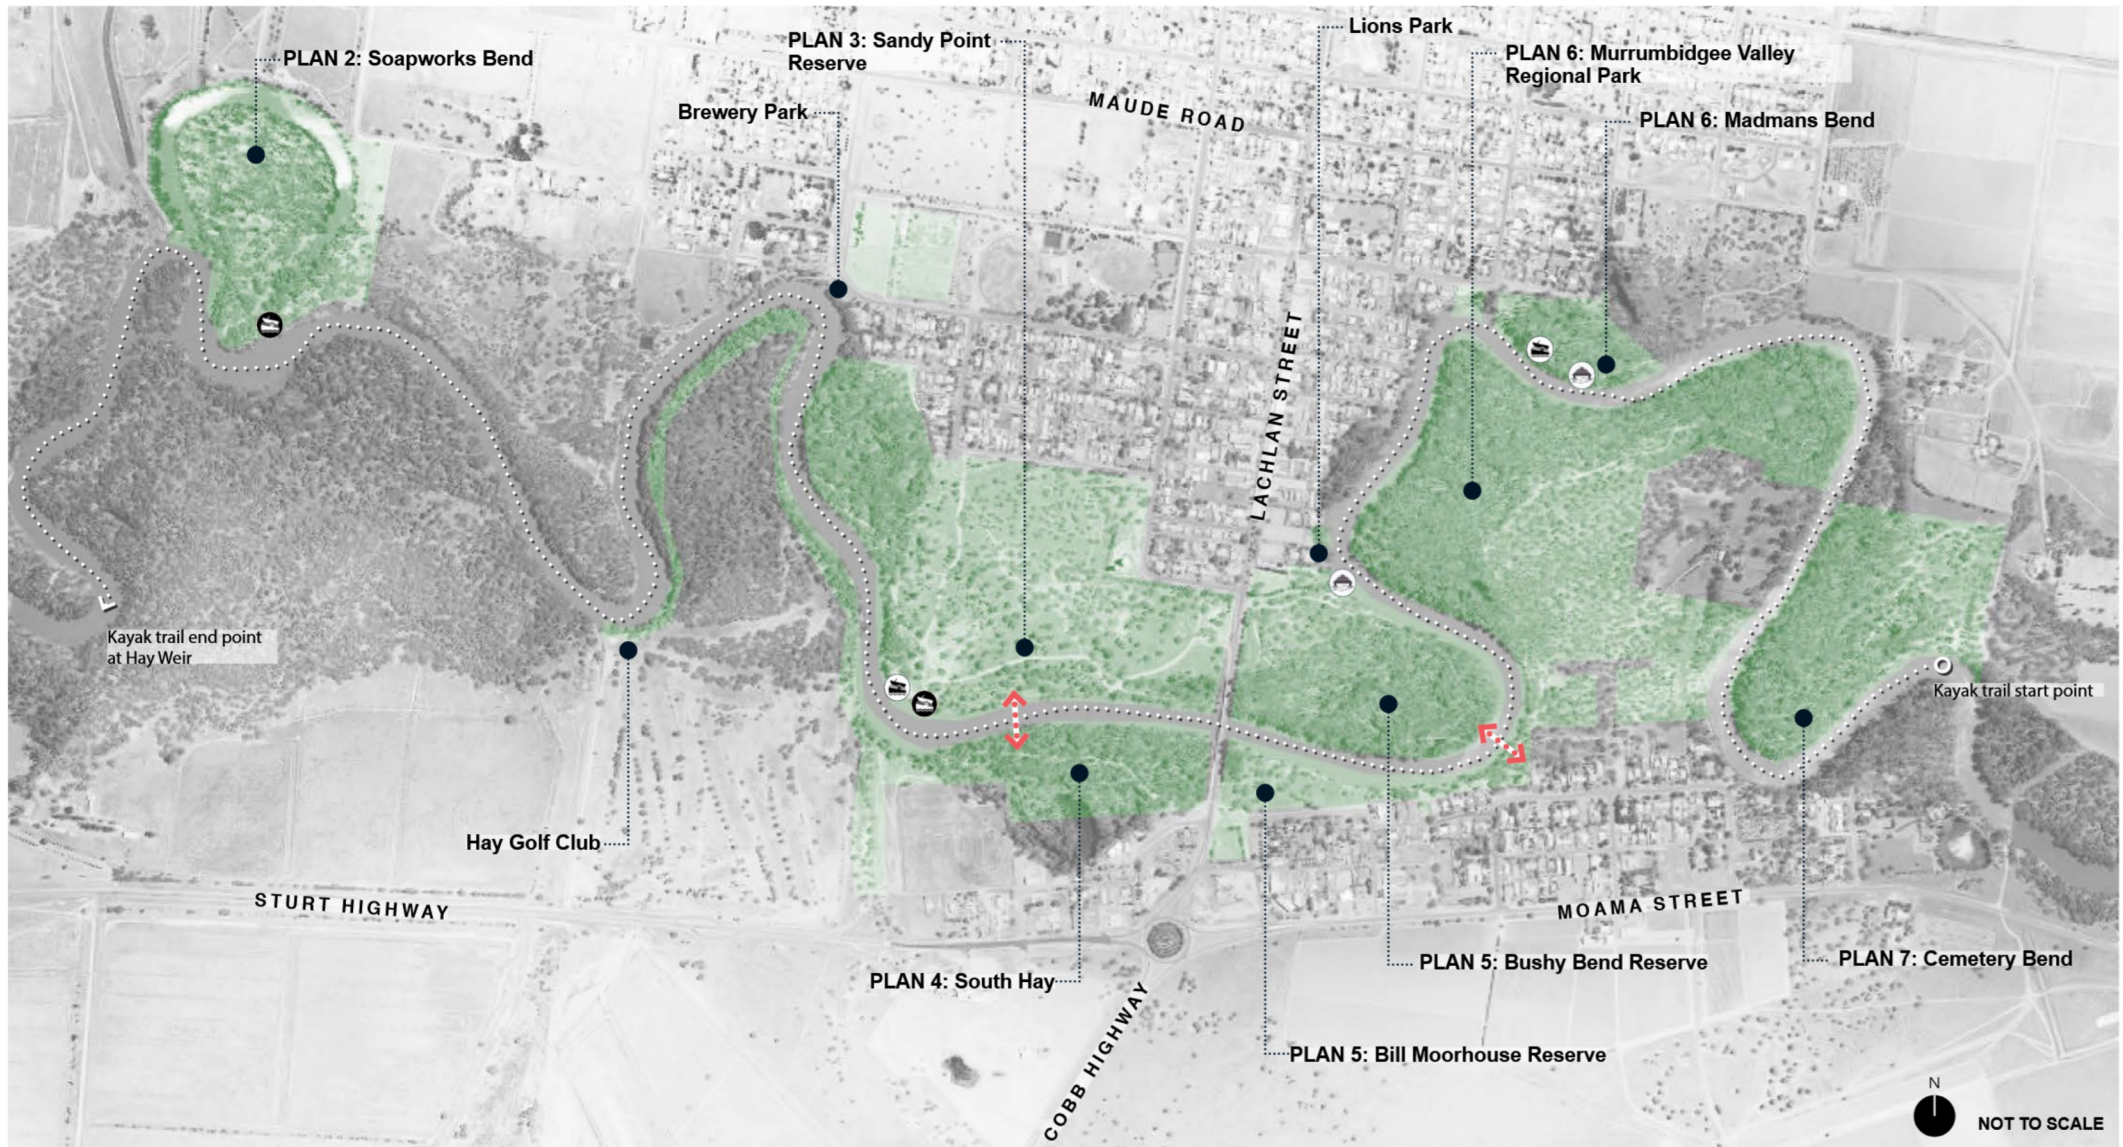 Lions Park
PLAN 3: Sandy Point
Reserve
PLAN 6: Murrumbidgee Valley
Regional Park
PLAN 2: Soapworks Bend
Brewery Park
MAUDE ROAD
PLAN 6: Madmans Bend
LACHLAN STREET
Kayak trail end point
at Hay Weir
Kayak trail start point
Hay Golf Club
STURT HIGHWAY
MOAMA STREET
PLAN 4: South Hay
PLAN 5: Bushy Bend Reserve
PLAN 7: Cemetery Bend
COBB HIGHWAY
PLAN 5: Bill Moorhouse Reserve
N
NOT TO SCALE